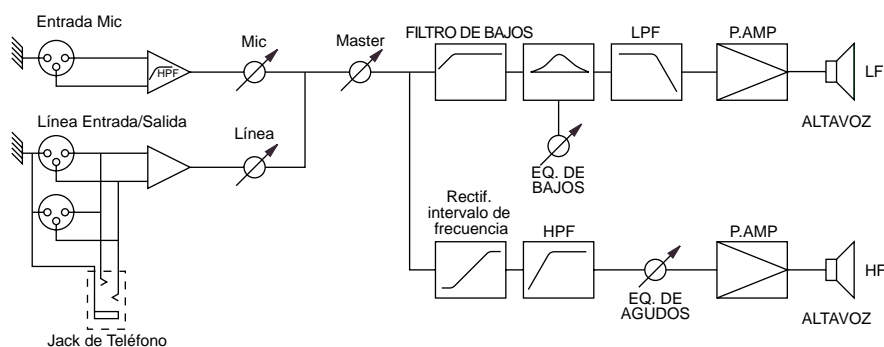 Entrada Mic
HPF
Mic
Master
FILTRO DE BAJOS
LPF
P.AMP
LF
ALTAVOZ
Línea Entrada/Salida
Línea
EQ. DE
BAJOS
Rectif.
intervalo de
frecuencia
HPF
P.AMP
HF
EQ. DE
AGUDOS
ALTAVOZ
Jack de Teléfono